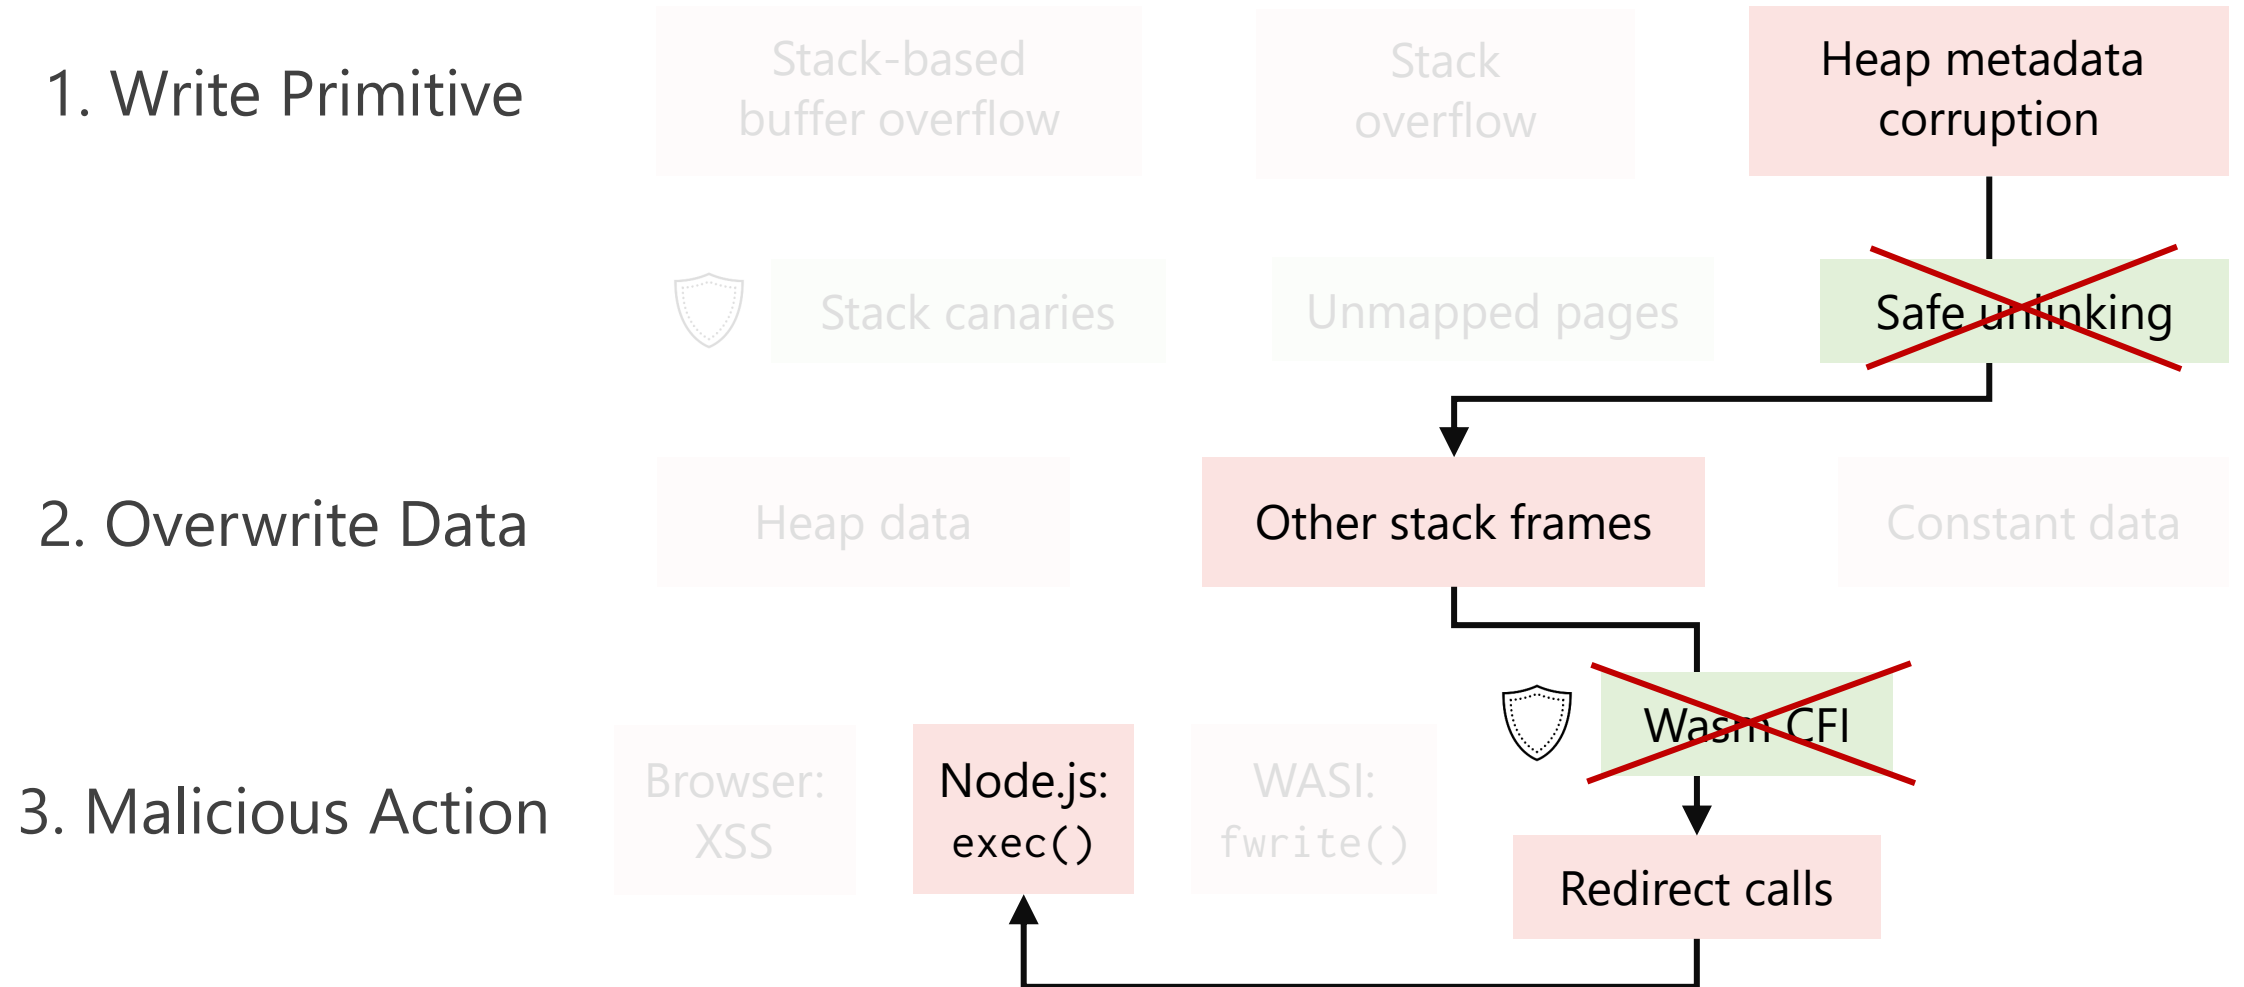 1. Write Primitive
Stack-based
buffer overflow
Stack
overflow
Heap metadata
corruption
Stack canaries
Unmapped pages
Safe unlinking
2. Overwrite Data
Heap data
Other stack frames
Constant data
Wasm CFI
3. Malicious Action
Browser:
XSS
Node.js:
exec()
WASI:
fwrite()
Redirect calls